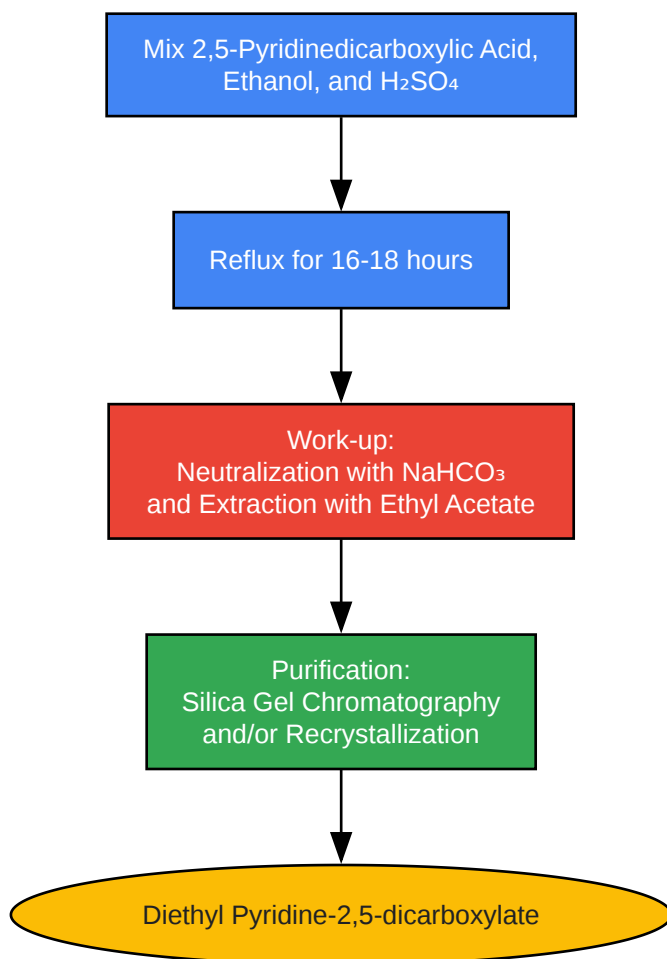 Mix 2,5-Pyridinedicarboxylic Acid,
Ethanol, and H₂SO₄
Reflux for 16-18 hours
Work-up:
Neutralization with NaHCO₃
and Extraction with Ethyl Acetate
Purification:
Silica Gel Chromatography
and/or Recrystallization
Diethyl Pyridine-2,5-dicarboxylate